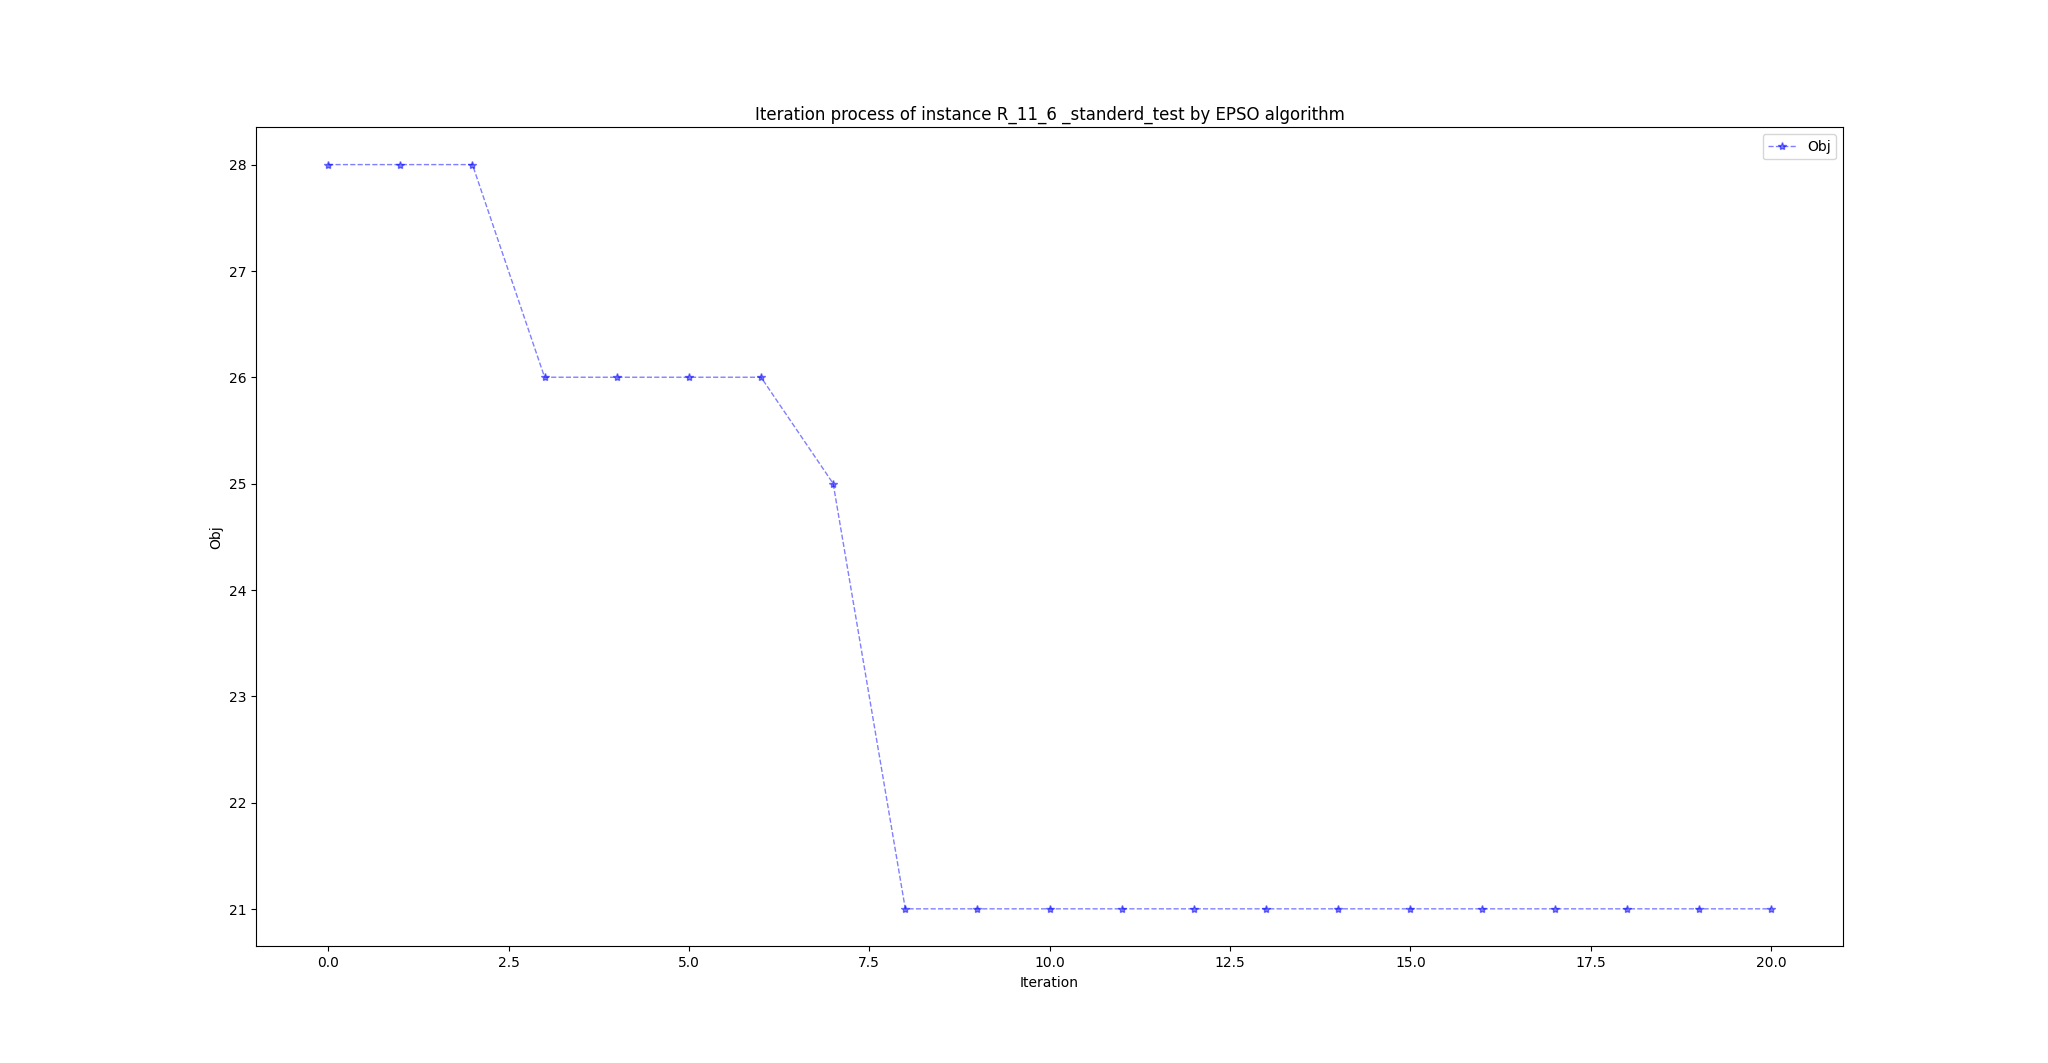 Iteration process of instance R_11_6 _standerd_test by EPSO algorithm
Obj
28
27
26
25
24
23
22
21
Obj
0.0 2.5 5.0 7.5 10.0 12.5 15.0 17.5 20.0
Iteration